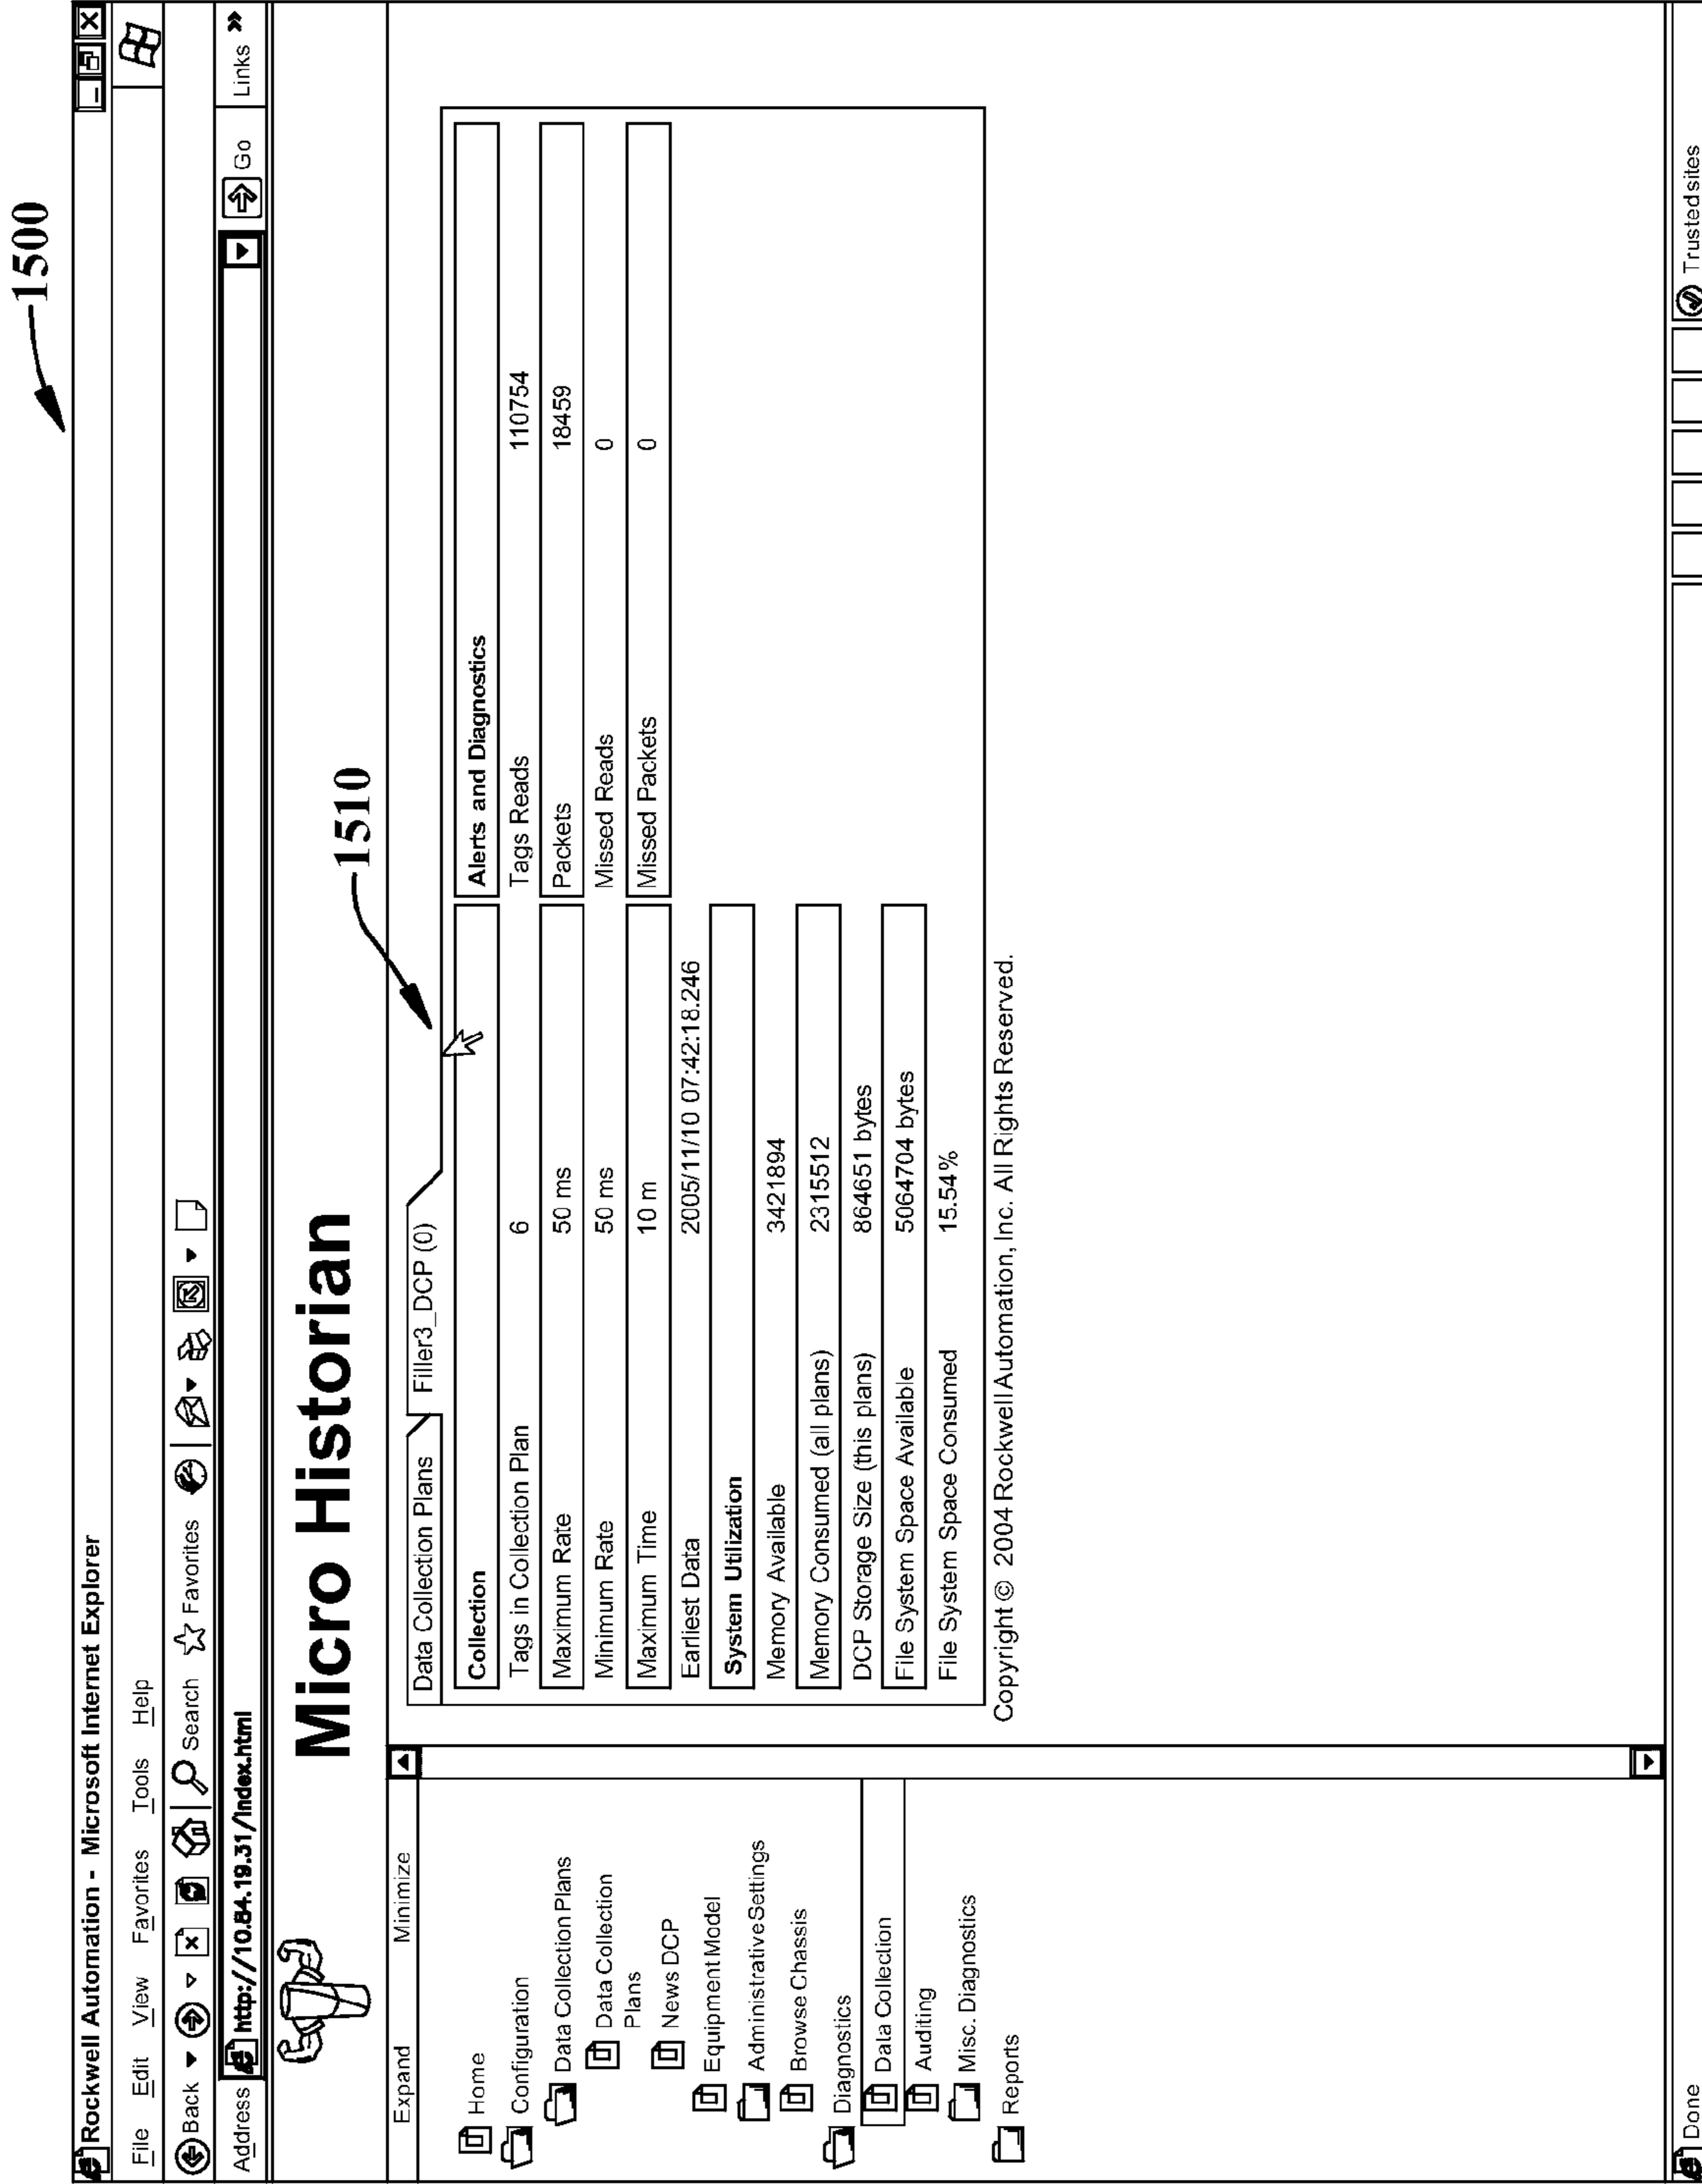 1500
Rockwell Automation - Microsoft Internet Explorer
File Edit View Favorites Tools Help
Back Search Favorites
Address http://10.84.19.31/index.html Go Links »
Micro Historian
1510
Expand Minimize
Home
Configuration
Data Collection Plans
Data Collection
Plans
News DCP
Equipment Model
Administrative Settings
Browse Chassis
Diagnostics
Data Collection
Auditing
Misc. Diagnostics
Reports
Data Collection Plans Filler3_DCP (0)
Collection Alerts and Diagnostics
Tags in Collection Plan 6 Tags Reads 110754
Maximum Rate 50 ms Packets 18459
Minimum Rate 50 ms Missed Reads 0
Maximum Time 10 m Missed Packets 0
Earliest Data 2005/11/10 07:42:18.246
System Utilization
Memory Available 3421894
Memory Consumed (all plans) 2315512
DCP Storage Size (this plans) 864651 bytes
File System Space Available 5064704 bytes
File System Space Consumed 15.54%
Copyright © 2004 Rockwell Automation, Inc. All Rights Reserved.
Done Trusted sites